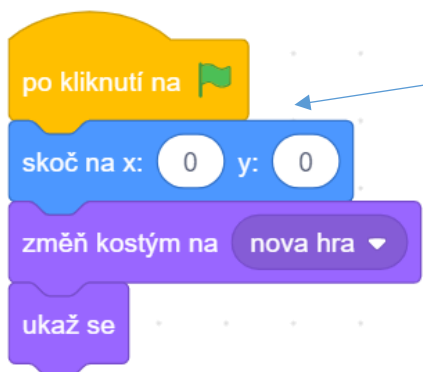 po kliknutí na
skoč na x: 0 y: 0
změň kostým na nova hra
ukaž se